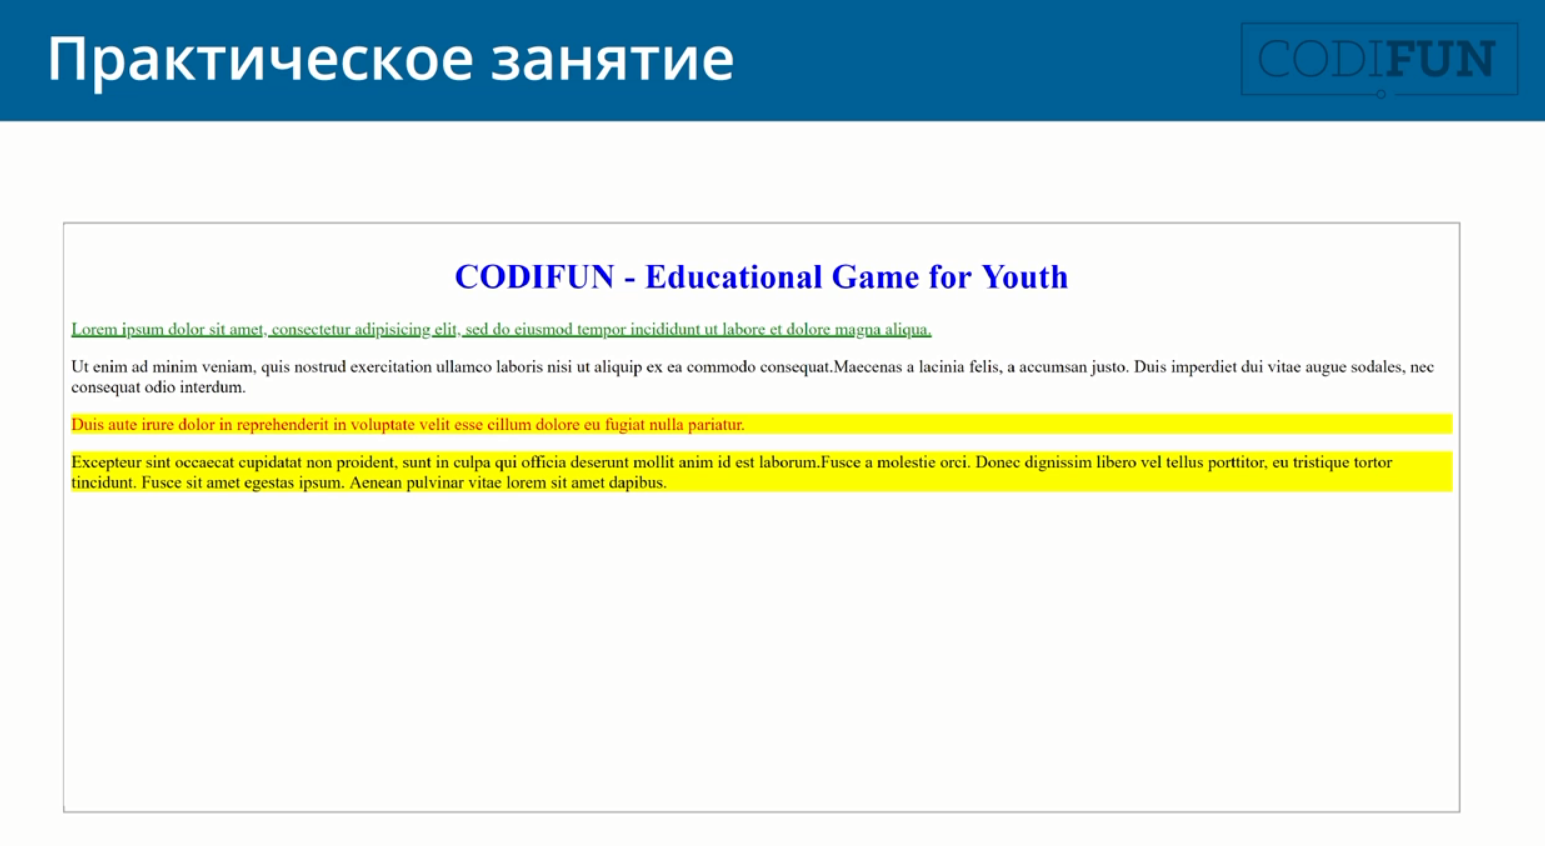 Практическое занятие
CODIFUN
CODIFUN - Educational Game for Youth
Lorem ipsum dolor sit amet, consectetur adipisicing elit, sed do eiusmod tempor incididunt ut labore et dolore magna aliqua.
Ut enim ad minim veniam, quis nostrud exercitation ullamco laboris nisi ut aliquip ex ea commodo consequat.Maecenas a lacinia felis, a accumsan justo. Duis imperdiet dui vitae augue sodales, nec
consequat odio interdum.
Duis aute irure dolor in reprehenderit in voluptate velit esse cillum dolore eu fugiat nulla pariatur.
Excepteur sint occaecat cupidatat non proident, sunt in culpa qui officia deserunt mollit anim id est laborum.Fusce a molestie orci. Donec dignissim libero vel tellus porttitor, eu tristique tortor
tincidunt. Fusce sit amet egestas ipsum. Aenean pulvinar vitae lorem sit amet dapibus.